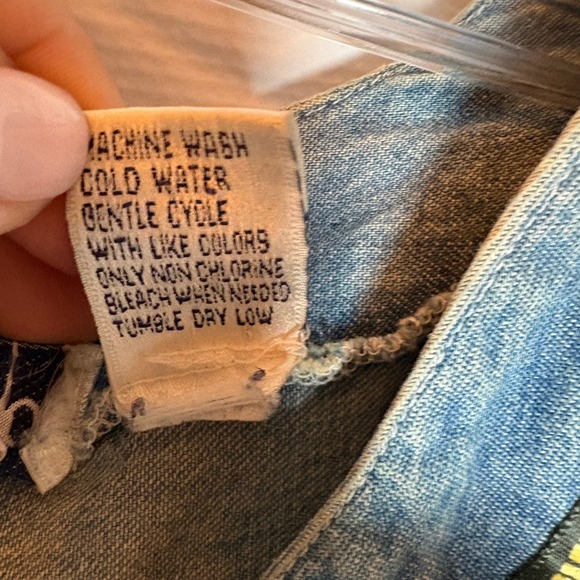 MACHINE WASH
COLD WATER
GENTLE CYCLE
WITH LIKE COLORS
ONLY NON CHLORINE
BLEACH WHEN NEEDED
TUMBLE DRY LOW